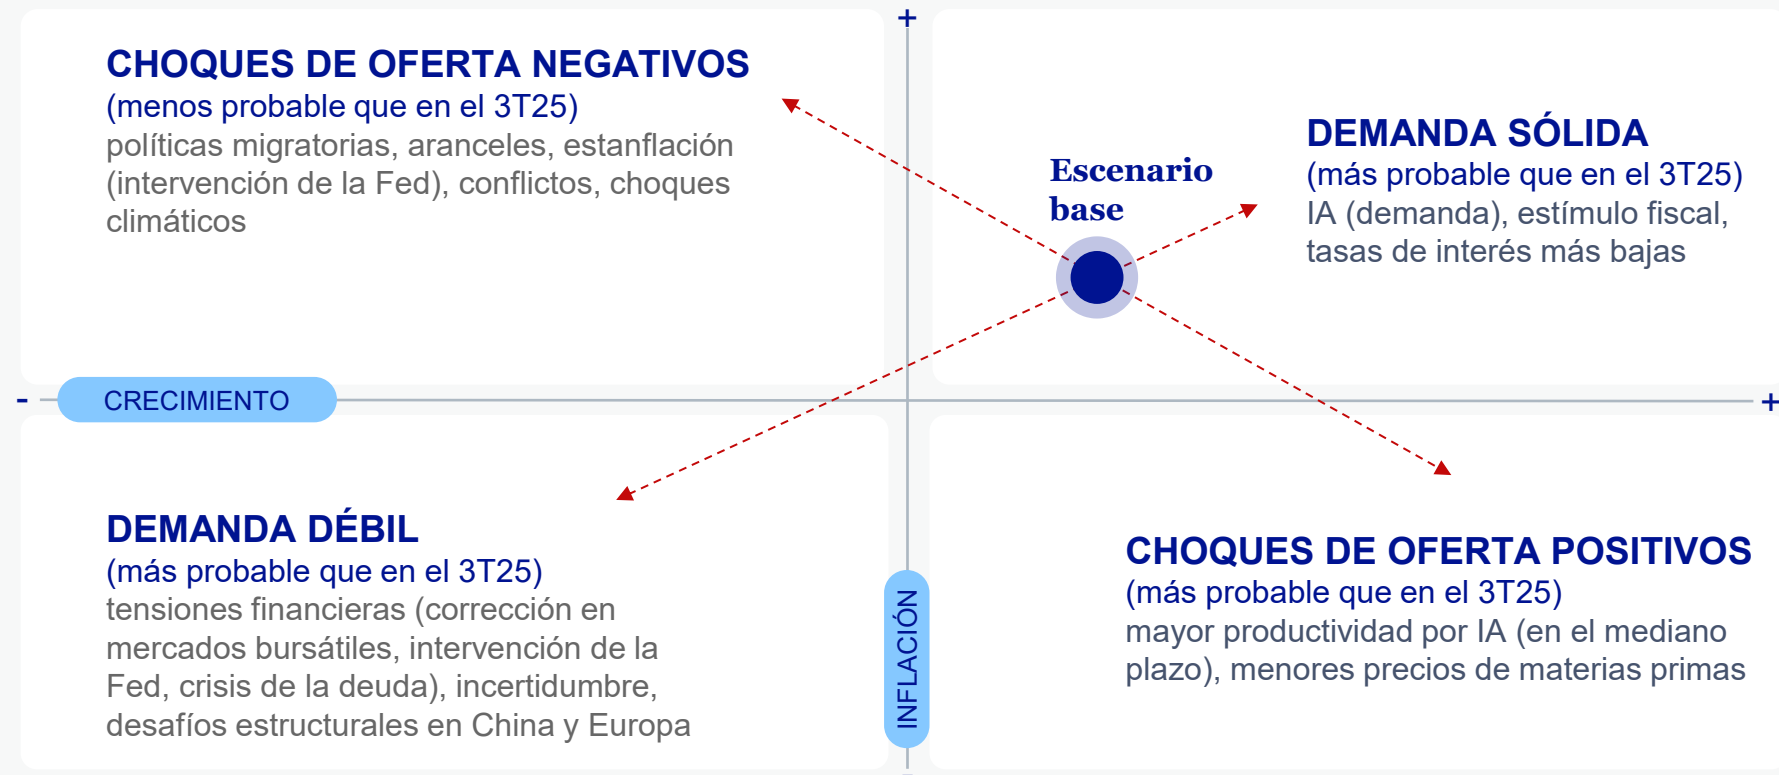 +
CHOQUES DE OFERTA NEGATIVOS
(menos probable que en el 3T25)
políticas migratorias, aranceles, estanflación
(intervención de la Fed), conflictos, choques
climáticos
Escenario
base
DEMANDA SÓLIDA
(más probable que en el 3T25)
IA (demanda), estímulo fiscal,
tasas de interés más bajas
- CRECIMIENTO +
DEMANDA DÉBIL
(más probable que en el 3T25)
tensiones financieras (corrección en
mercados bursátiles, intervención de la
Fed, crisis de la deuda), incertidumbre,
desafíos estructurales en China y Europa
INFLACIÓN
CHOQUES DE OFERTA POSITIVOS
(más probable que en el 3T25)
mayor productividad por IA (en el mediano
plazo), menores precios de materias primas